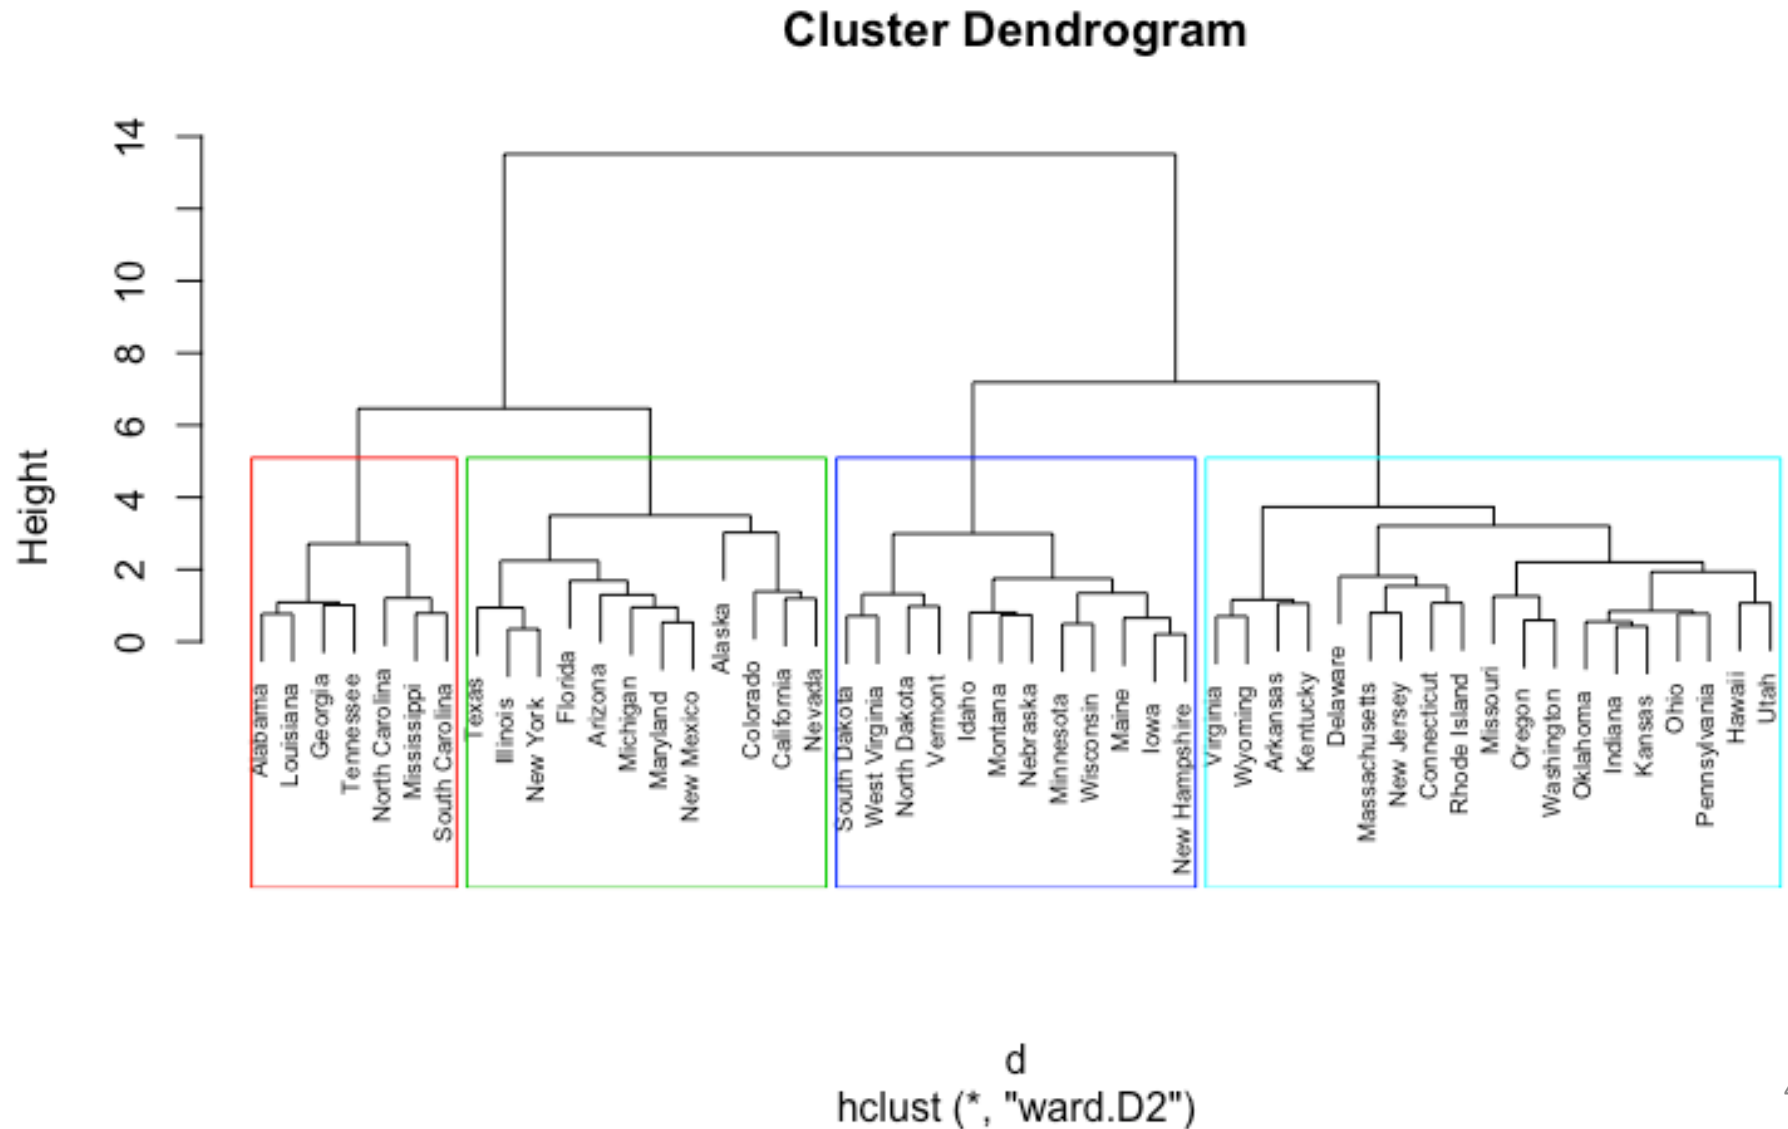 Cluster Dendrogram
Height
14
10
8
6
4
2
0
Alabama
Louisiana
Georgia
Tennessee
North Carolina
Mississippi
South Carolina
Texas
Illinois
New York
Florida
Arizona
Michigan
Maryland
New Mexico
Alaska
Colorado
California
Nevada
South Dakota
West Virginia
North Dakota
Vermont
Idaho
Montana
Nebraska
Minnesota
Wisconsin
Maine
Iowa
New Hampshire
Virginia
Wyoming
Arkansas
Kentucky
Delaware
Massachusetts
New Jersey
Connecticut
Rhode Island
Missouri
Oregon
Washington
Oklahoma
Indiana
Kansas
Ohio
Pennsylvania
Hawaii
Utah
d
hclust (*, "ward.D2")